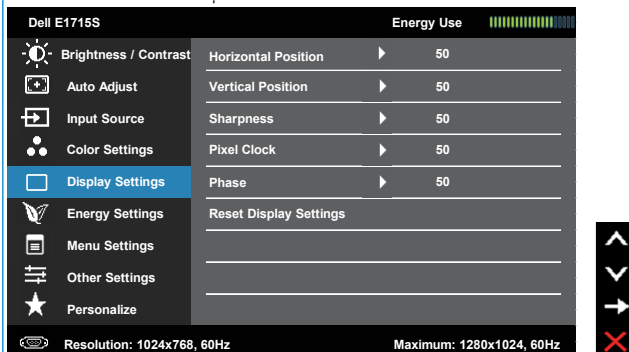 Dell E1715S Energy Use
Brightness / Contrast Horizontal Position 50
Auto Adjust Vertical Position 50
Input Source Sharpness 50
Color Settings Pixel Clock 50
Display Settings Phase 50
Energy Settings Reset Display Settings
Menu Settings
Other Settings
Personalize
Resolution: 1024x768, 60Hz Maximum: 1280x1024, 60Hz